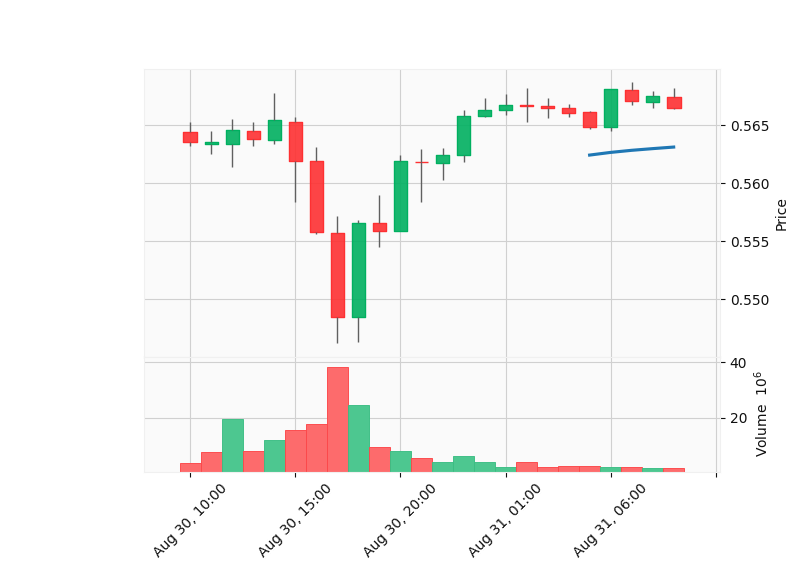 0.565
0.560
0.555
0.550
Price
40
20
Volume 10^6
Aug 30, 10:00
Aug 30, 15:00
Aug 30, 20:00
Aug 31, 01:00
Aug 31, 06:00